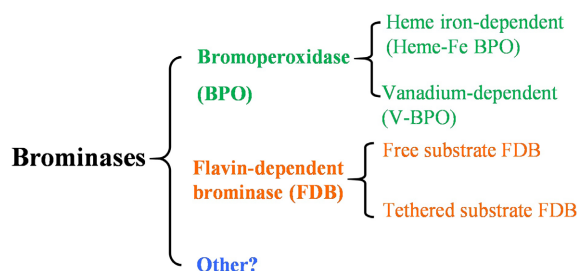 Brominases
Bromoperoxidase
(BPO)
Heme iron-dependent
(Heme-Fe BPO)
Vanadium-dependent
(V-BPO)
Flavin-dependent
brominase (FDB)
Free substrate FDB
Tethered substrate FDB
Other?